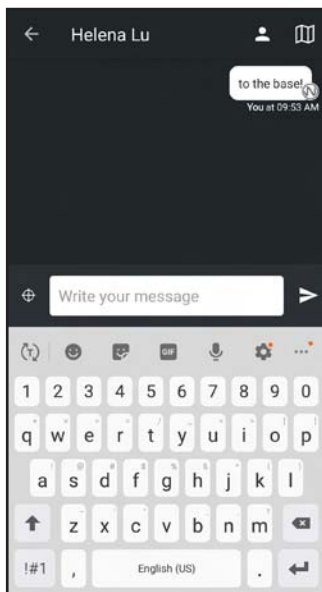 Helena Lu
to the base!
You at 09:53 AM
Write your message
GIF
1 2 3 4 5 6 7 8 9 0
q w e r t y u i o p
a s d f g h j k l
z x c v b n m
!#1 , English (US) .